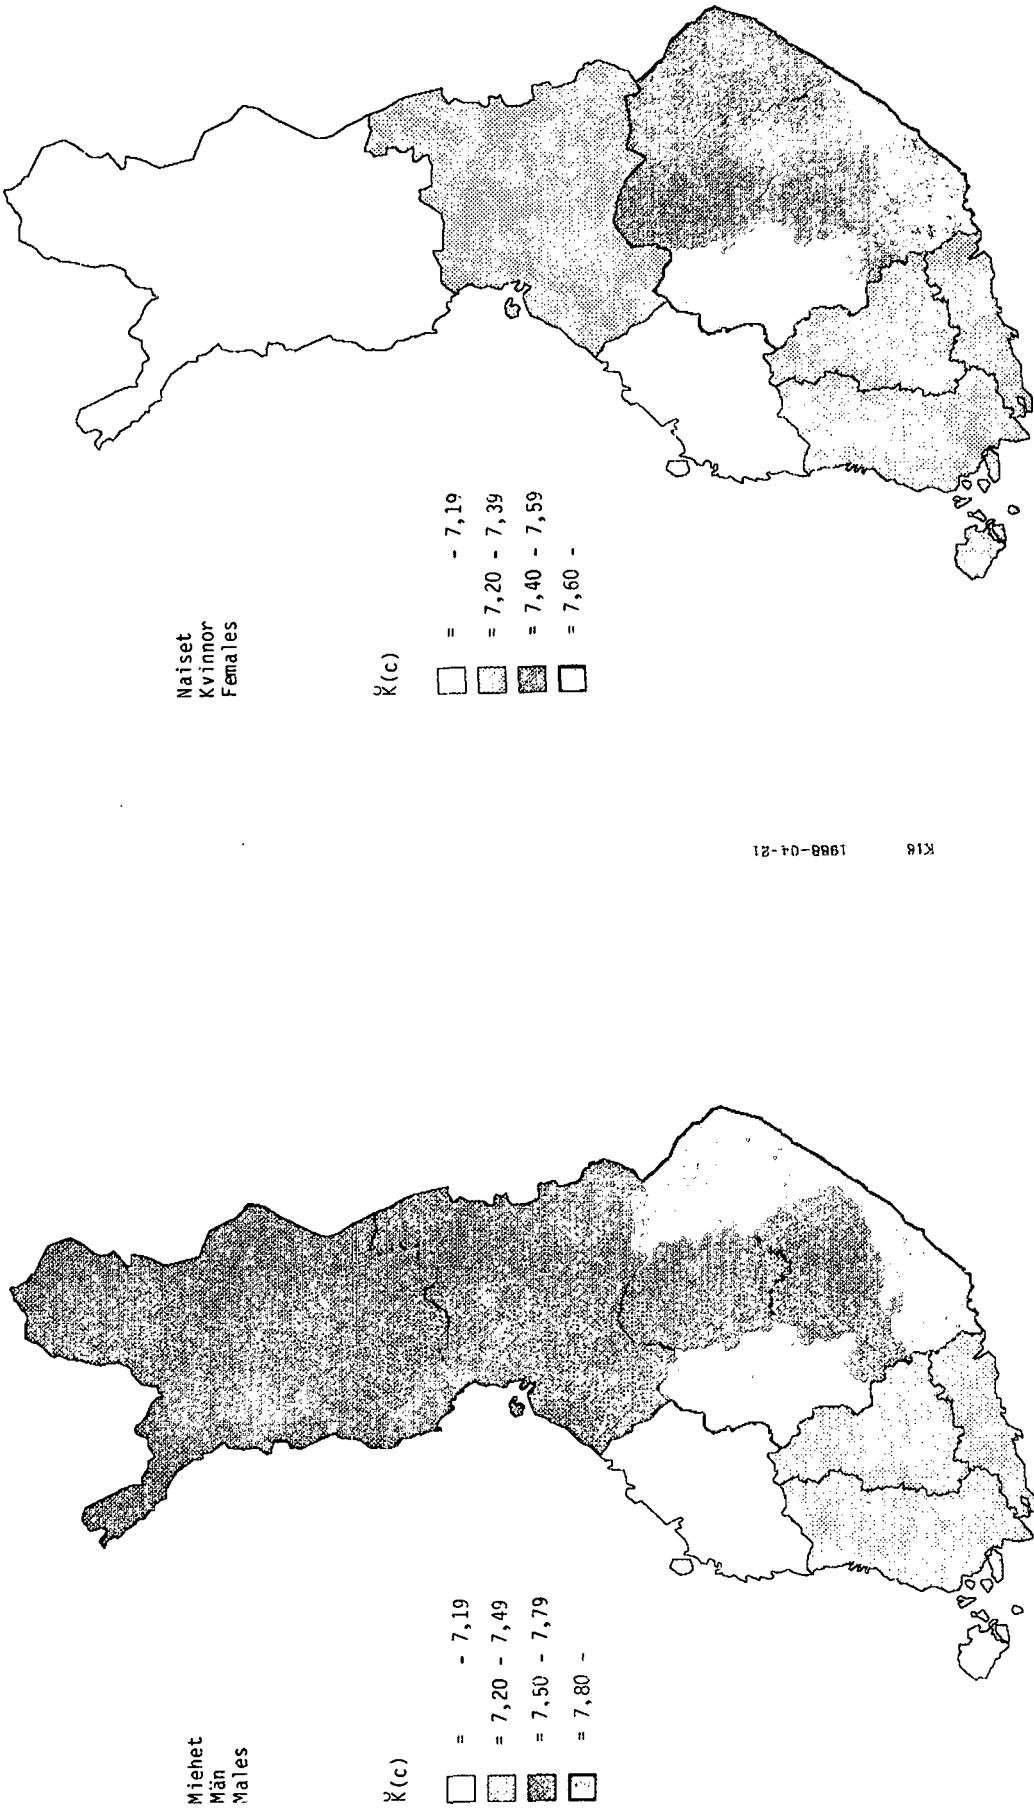 Naiset
Kvinnor
Females
K̆(c)
= - 7,19
= 7,20 - 7,39
= 7,40 - 7,59
= 7,60 -
K16 1988-04-21
Miehet
Män
Males
K̆(c)
= - 7,19
= 7,20 - 7,49
= 7,50 - 7,79
= 7,80 -